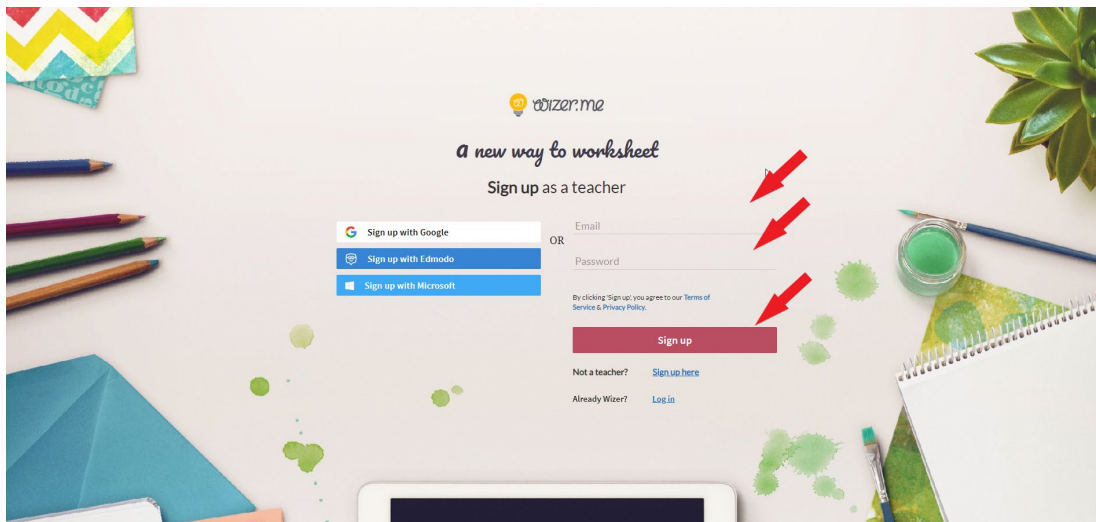 wizer.me
a new way to worksheet
Sign up as a teacher
Sign up with Google
Sign up with Edmodo
Sign up with Microsoft
OR
Email
Password
By clicking 'Sign up', you agree to our Terms of
Service & Privacy Policy.
Sign up
Not a teacher? Sign up here
Already Wizer? Log in